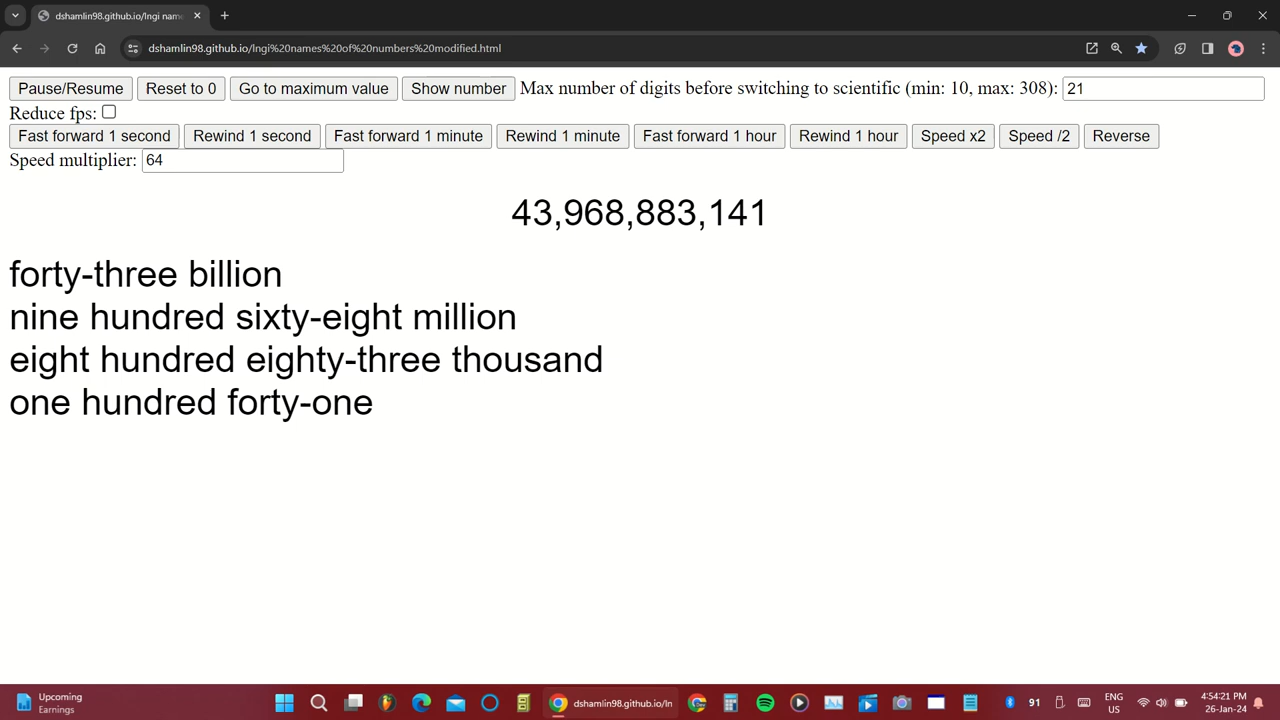 dshamlin98.github.io/lngi name
dshamlin98.github.io/lngi%20names%20of%20numbers%20modified.html
Pause/Resume Reset to 0 Go to maximum value Show number Max number of digits before switching to scientific (min: 10, max: 308): 21
Reduce fps:
Fast forward 1 second Rewind 1 second Fast forward 1 minute Rewind 1 minute Fast forward 1 hour Rewind 1 hour Speed x2 Speed /2 Reverse
Speed multiplier: 64
43,968,883,141
forty-three billion
nine hundred sixty-eight million
eight hundred eighty-three thousand
one hundred forty-one
Upcoming
Earnings
dshamlin98.github.io/ln
91
ENG
US
4:54:21 PM
26-Jan-24